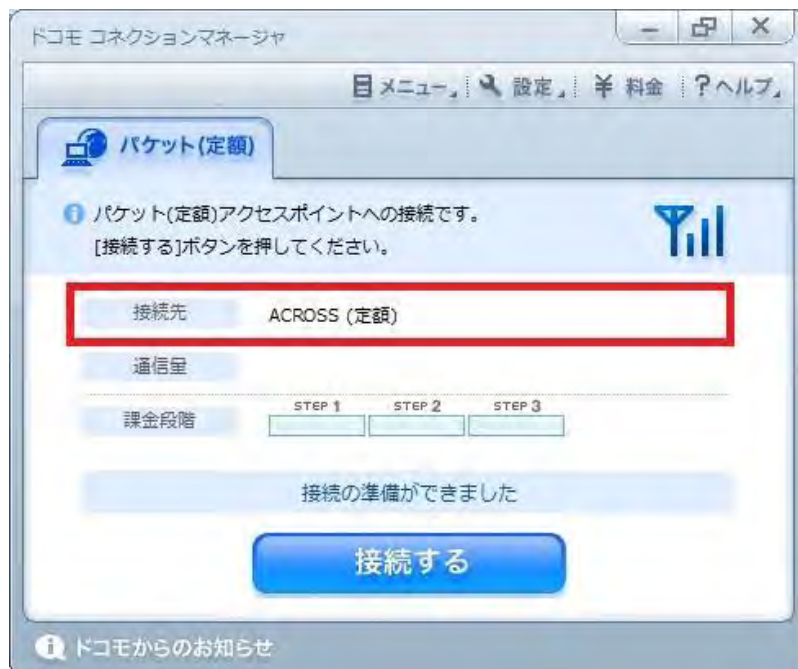 ドコモ コネクションマネージャ
メニュー 設定 ¥ 料金 ? ヘルプ
パケット(定額)
パケット(定額)アクセスポイントへの接続です。
[接続する]ボタンを押してください。
接続先 ACROSS (定額)
通信量
課金段階 STEP 1 STEP 2 STEP 3
接続の準備ができました
接続する
ドコモからのお知らせ